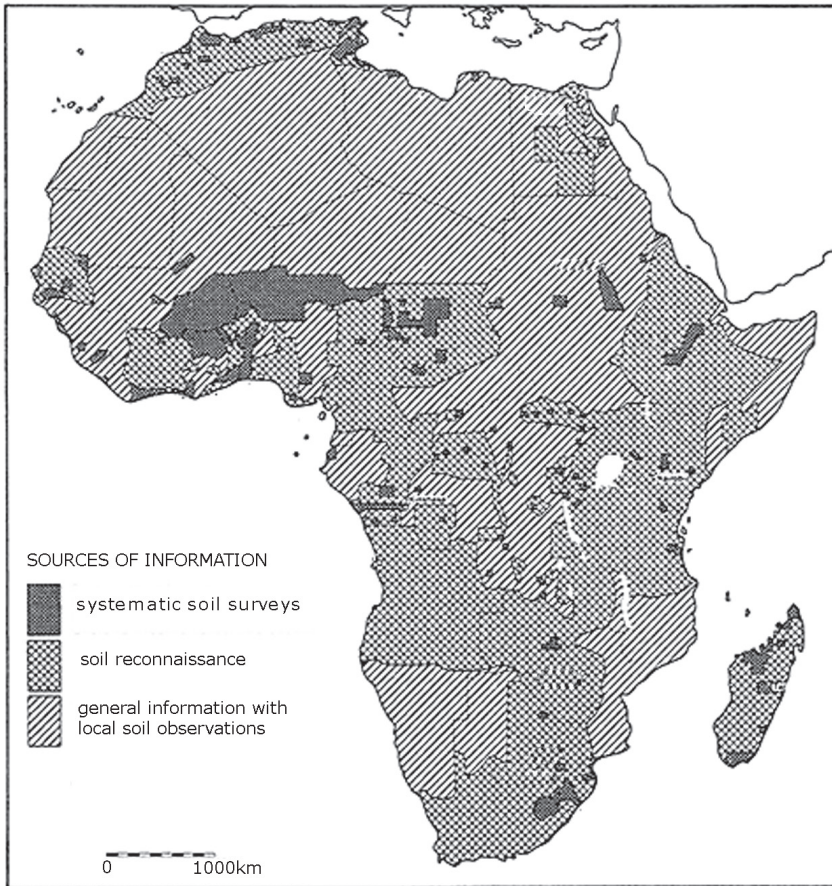 SOURCES OF INFORMATION
systematic soil surveys
soil reconnaissance
general information with
local soil observations
0 1000km